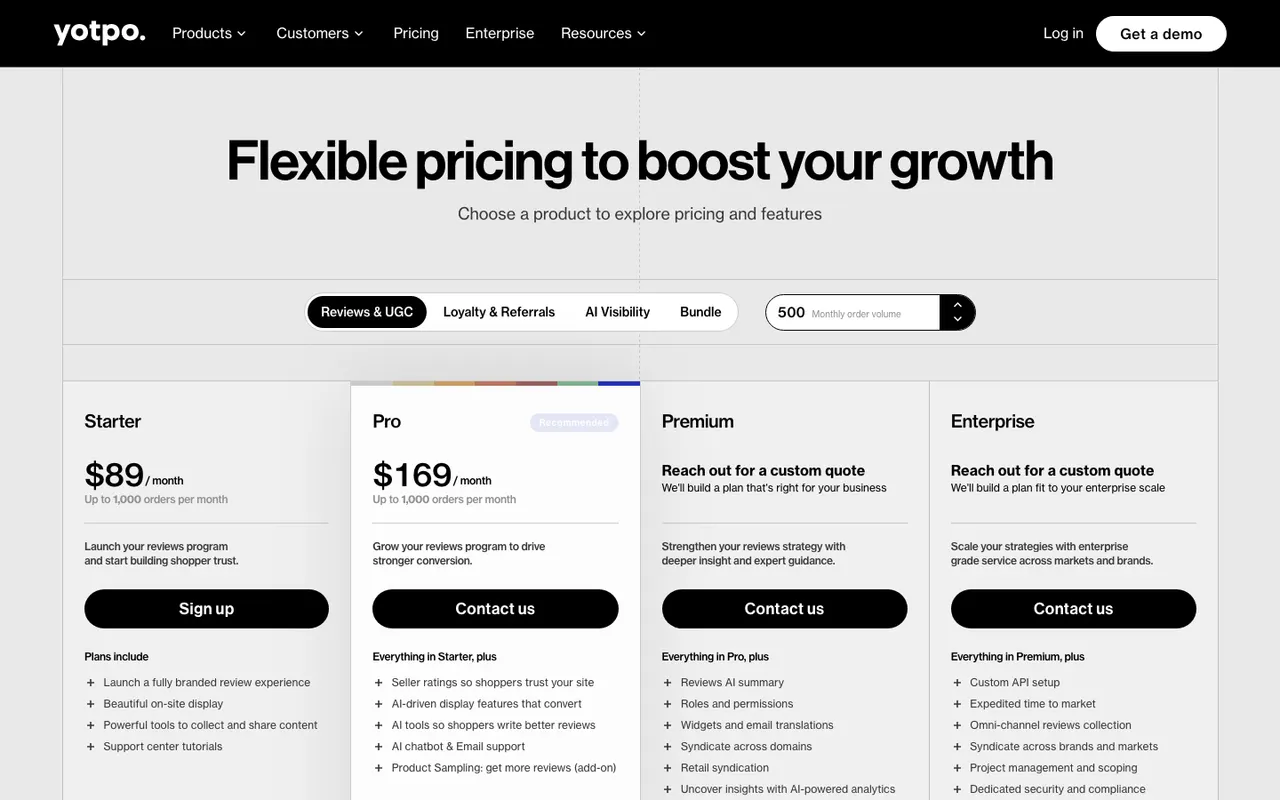 yotpo.
Products
Customers
Pricing
Enterprise
Resources
Log in
Get a demo
Flexible pricing to boost your growth
Choose a product to explore pricing and features
Reviews & UGC
Loyalty & Referrals
AI Visibility
Bundle
500 Monthly order volume
Starter
$89 / month
Up to 1,000 orders per month
Launch your reviews program
and start building shopper trust.
Sign up
Plans include
+ Launch a fully branded review experience
+ Beautiful on-site display
+ Powerful tools to collect and share content
+ Support center tutorials
Pro
Recommended
$169 / month
Up to 1,000 orders per month
Grow your reviews program to drive
stronger conversion.
Contact us
Everything in Starter, plus
+ Seller ratings so shoppers trust your site
+ AI-driven display features that convert
+ AI tools so shoppers write better reviews
+ AI chatbot & Email support
+ Product Sampling: get more reviews (add-on)
Premium
Reach out for a custom quote
We'll build a plan that's right for your business
Strengthen your reviews strategy with
deeper insight and expert guidance.
Contact us
Everything in Pro, plus
+ Reviews AI summary
+ Roles and permissions
+ Widgets and email translations
+ Syndicate across domains
+ Retail syndication
+ Uncover insights with AI-powered analytics
Enterprise
Reach out for a custom quote
We'll build a plan fit to your enterprise scale
Scale your strategies with enterprise
grade service across markets and brands.
Contact us
Everything in Premium, plus
+ Custom API setup
+ Expedited time to market
+ Omni-channel reviews collection
+ Syndicate across brands and markets
+ Project management and scoping
+ Dedicated security and compliance